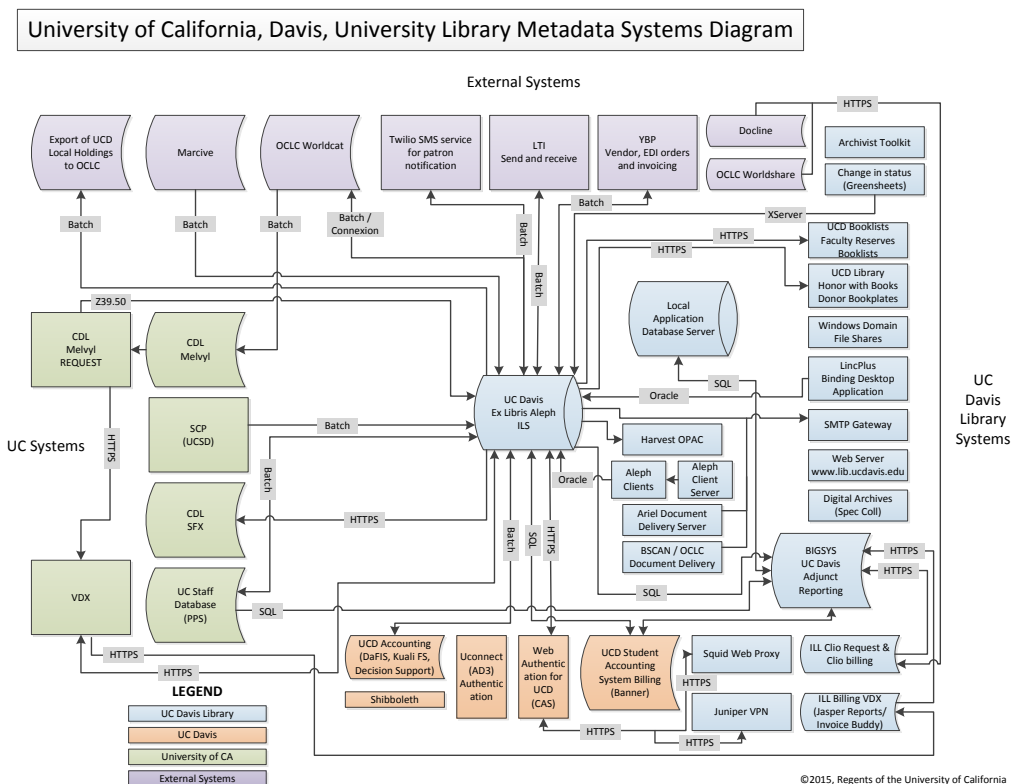 University of California, Davis, University Library Metadata Systems Diagram
External Systems
Export of UCD
Local Holdings
to OCLC
Marcive
OCLC Worldcat
Twilio SMS service
for patron
notification
LTI
Send and receive
YBP
Vendor, EDI orders
and invoicing
Docline
OCLC Worldshare
HTTPS
Archivist Toolkit
Change in status
(Greensheets)
Batch
Batch
Batch
Batch /
Connexion
Batch
Batch
Batch
XServer
HTTPS
HTTPS
UCD Booklists
Faculty Reserves
Booklists
UCD Library
Honor with Books
Donor Bookplates
Z39.50
CDL
Melvyl
REQUEST
CDL
Melvyl
Local
Application
Database Server
Windows Domain
File Shares
LincPlus
Binding Desktop
Application
SQL
Oracle
UC Davis
Ex Libris Aleph
ILS
UC
Davis
Library
Systems
UC Systems
HTTPS
SCP
(UCSD)
Batch
Batch
SMTP Gateway
Harvest OPAC
Web Server
www.lib.ucdavis.edu
Oracle
Aleph
Clients
Aleph
Client
Server
Digital Archives
(Spec Coll)
CDL
SFX
HTTPS
Batch
SQL
HTTPS
Ariel Document
Delivery Server
BSCAN / OCLC
Document Delivery
BIGSYS
UC Davis
Adjunct
Reporting
HTTPS
HTTPS
VDX
UC Staff
Database
(PPS)
SQL
SQL
HTTPS
HTTPS
UCD Accounting
(DaFIS, Kuali FS,
Decision Support)
Shibboleth
Uconnect
(AD3)
Authentic
ation
Web
Authentic
ation for
UCD
(CAS)
UCD Student
Accounting
System Billing
(Banner)
Squid Web Proxy
HTTPS
Juniper VPN
HTTPS
HTTPS
ILL Clio Request &
Clio billing
ILL Billing VDX
(Jasper Reports/
Invoice Buddy)
LEGEND
UC Davis Library
UC Davis
University of CA
External Systems
©2015, Regents of the University of California